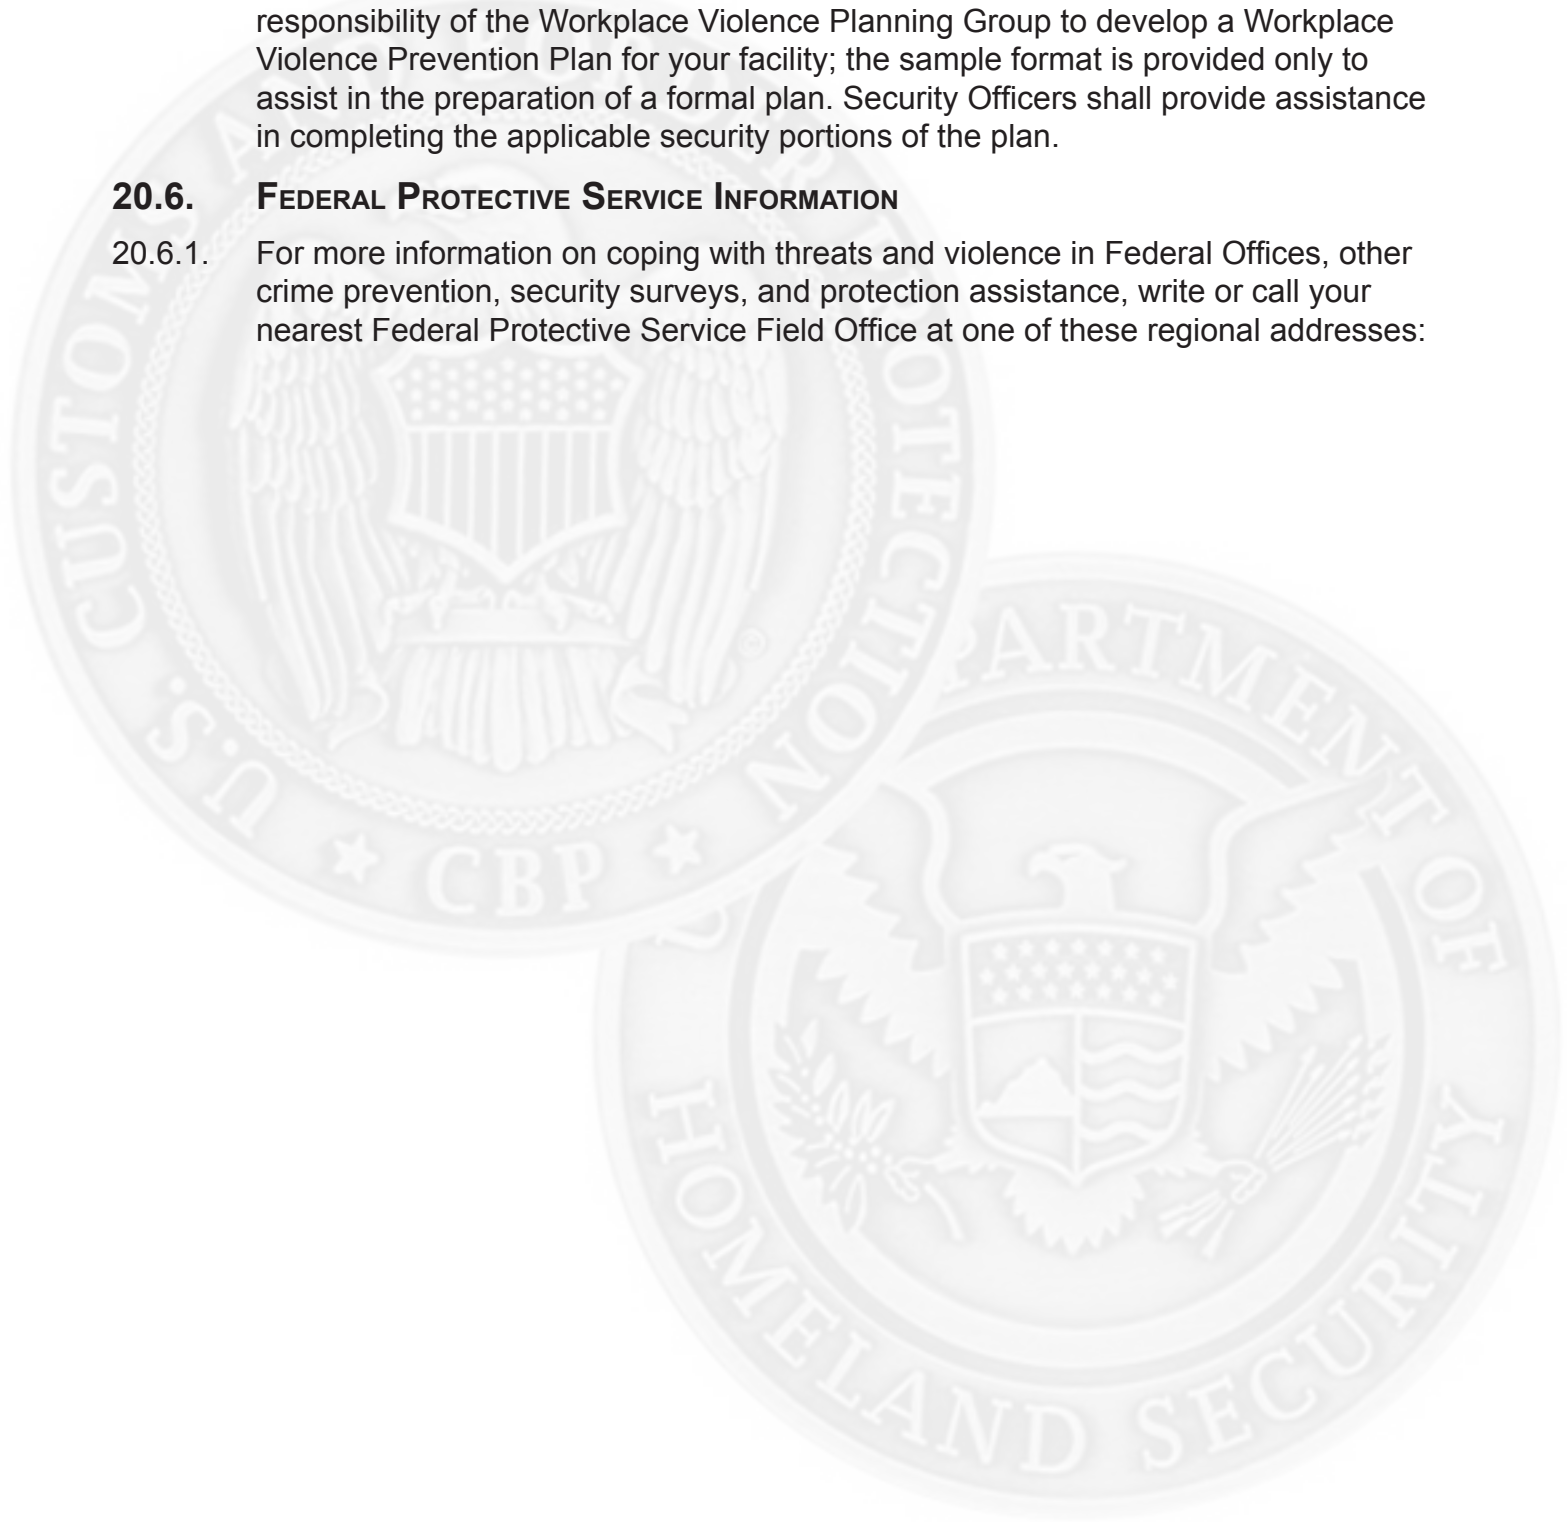 responsibility of the Workplace Violence Planning Group to develop a Workplace
Violence Prevention Plan for your facility; the sample format is provided only to
assist in the preparation of a formal plan. Security Officers shall provide assistance
in completing the applicable security portions of the plan.
20.6. Federal Protective Service Information
20.6.1. For more information on coping with threats and violence in Federal Offices, other
crime prevention, security surveys, and protection assistance, write or call your
nearest Federal Protective Service Field Office at one of these regional addresses:
U.S. CUSTOMS AND BORDER PROTECTION
CBP
PARTMENT OF
HOMELAND SECURITY